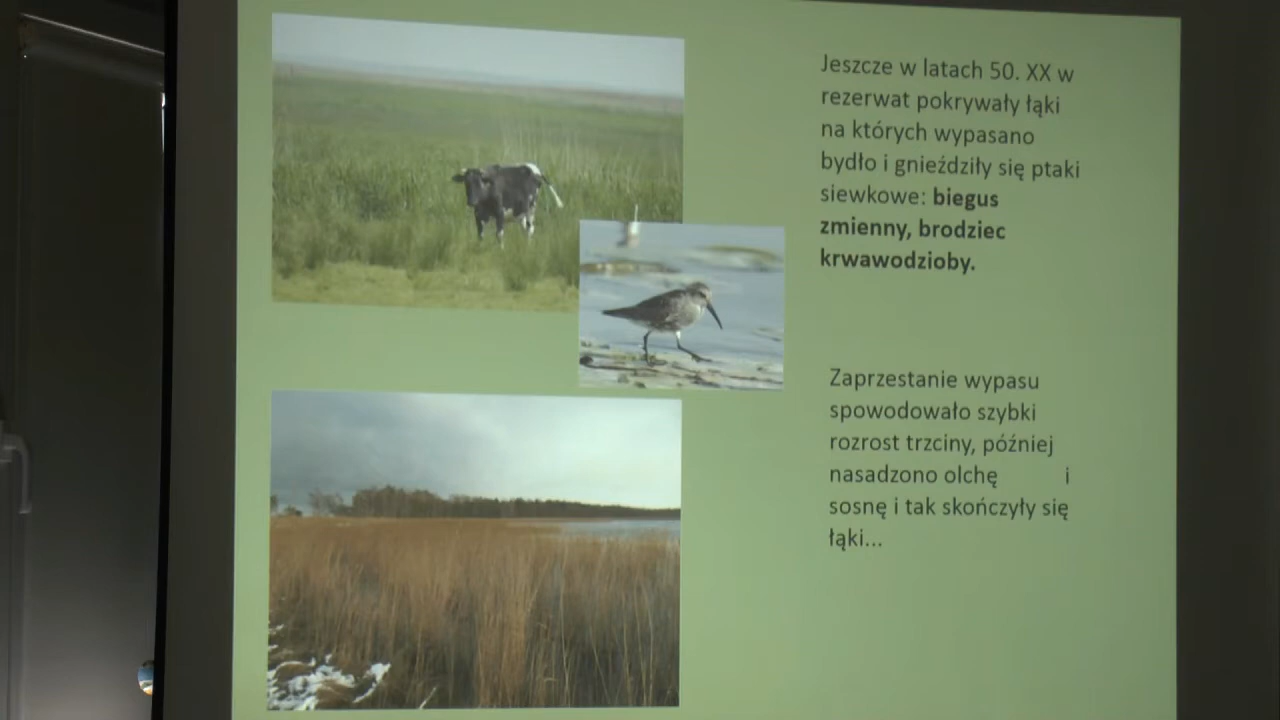 Jeszcze w latach 50. XX w
rezerwat pokrywały łąki
na których wypasano
bydło i gnieździły się ptaki
siewkowe: biegus
zmienny, brodziec
krwawodzioby.
Zaprzestanie wypasu
spowodowało szybki
rozrost trzciny, później
nasadzono olchę i
sosnę i tak skończyły się
łąki...